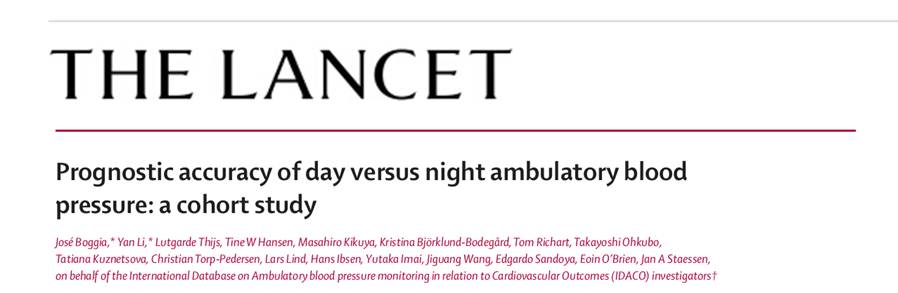 THE LANCET
Prognostic accuracy of day versus night ambulatory blood
pressure: a cohort study
José Boggia,* Yan Li,* Lutgarde Thijs, Tine W Hansen, Masahiro Kikuya, Kristina Björklund-Bodegård, Tom Richart, Takayoshi Ohkubo,
Tatiana Kuznetsova, Christian Torp-Pedersen, Lars Lind, Hans Ibsen, Yutaka Imai, Jiguang Wang, Edgardo Sandoya, Eoin O'Brien, Jan A Staessen,
on behalf of the International Database on Ambulatory blood pressure monitoring in relation to Cardiovascular Outcomes (IDACO) investigators†